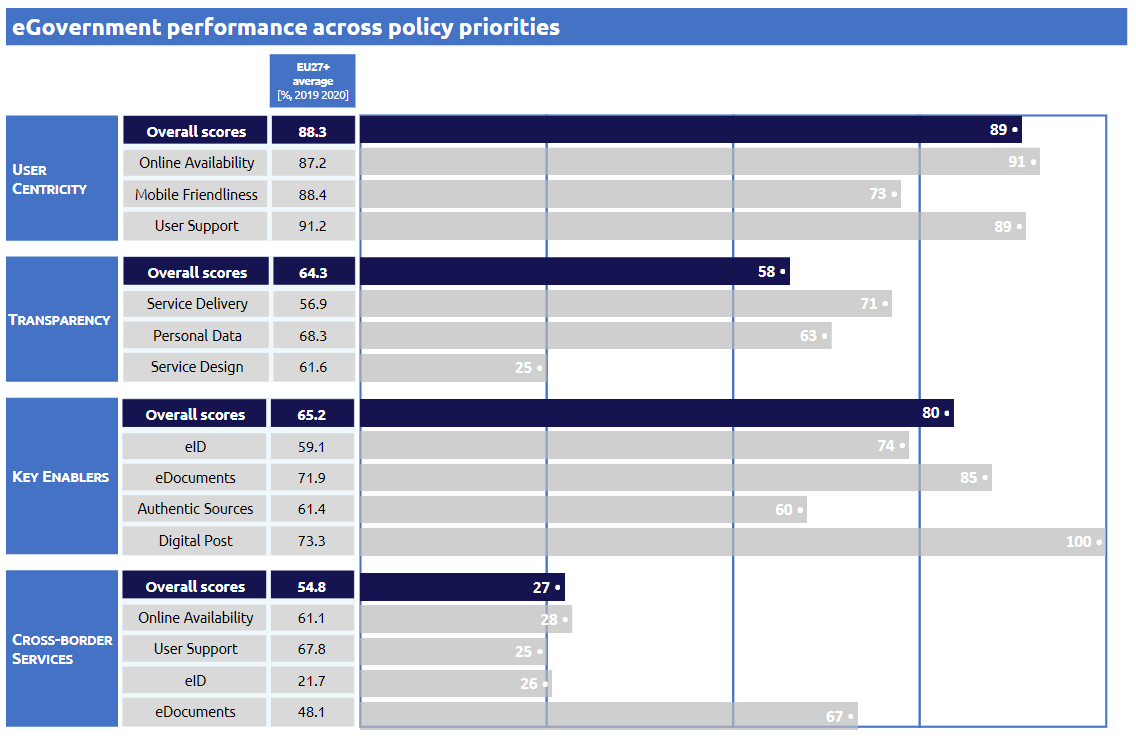 eGovernment performance across policy priorities
EU27+
average
[%, 2019 2020]
USER
CENTRICITY
Overall scores 88.3 89
Online Availability 87.2 91
Mobile Friendliness 88.4 73
User Support 91.2 89
TRANSPARENCY
Overall scores 64.3 58
Service Delivery 56.9 71
Personal Data 68.3 63
Service Design 61.6 25
KEY ENABLERS
Overall scores 65.2 80
eID 59.1 74
eDocuments 71.9 85
Authentic Sources 61.4 60
Digital Post 73.3 100
CROSS-BORDER
SERVICES
Overall scores 54.8 27
Online Availability 61.1 28
User Support 67.8 25
eID 21.7 26
eDocuments 48.1 67